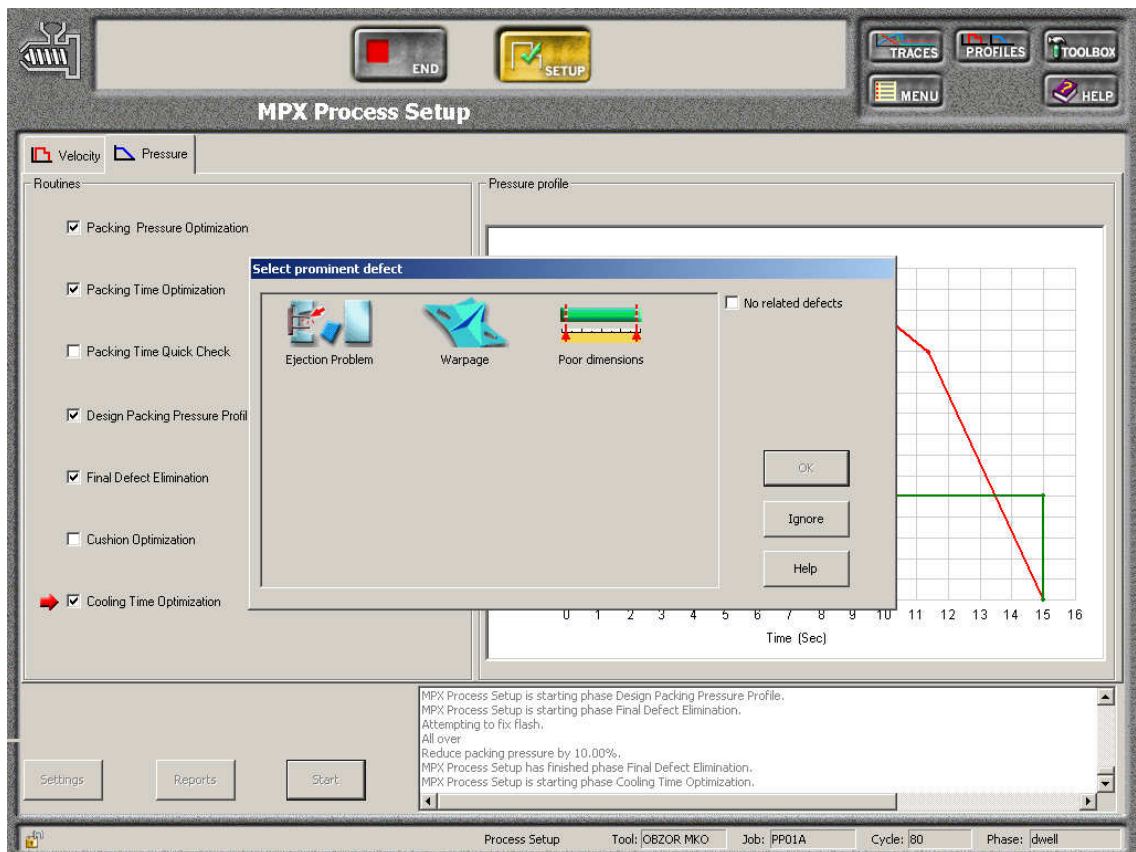 END
SETUP
TRACES
PROFILES
TOOLBOX
MENU
HELP
MPX Process Setup
Velocity
Pressure
Routines
Packing Pressure Optimization
Packing Time Optimization
Packing Time Quick Check
Design Packing Pressure Profil
Final Defect Elimination
Cushion Optimization
Cooling Time Optimization
Pressure profile
Select prominent defect
Ejection Problem
Warpage
Poor dimensions
No related defects
OK
Ignore
Help
0 1 2 3 4 5 6 7 8 9 10 11 12 13 14 15 16
Time (Sec)
MPX Process Setup is starting phase Design Packing Pressure Profile.
MPX Process Setup is starting phase Final Defect Elimination.
Attempting to fix flash.
All over
Reduce packing pressure by 10.00%.
MPX Process Setup has finished phase Final Defect Elimination.
MPX Process Setup is starting phase Cooling Time Optimization.
Settings
Reports
Start
Process Setup Tool: OBZOR MKO Job: PP01A Cycle: 80 Phase: dwell